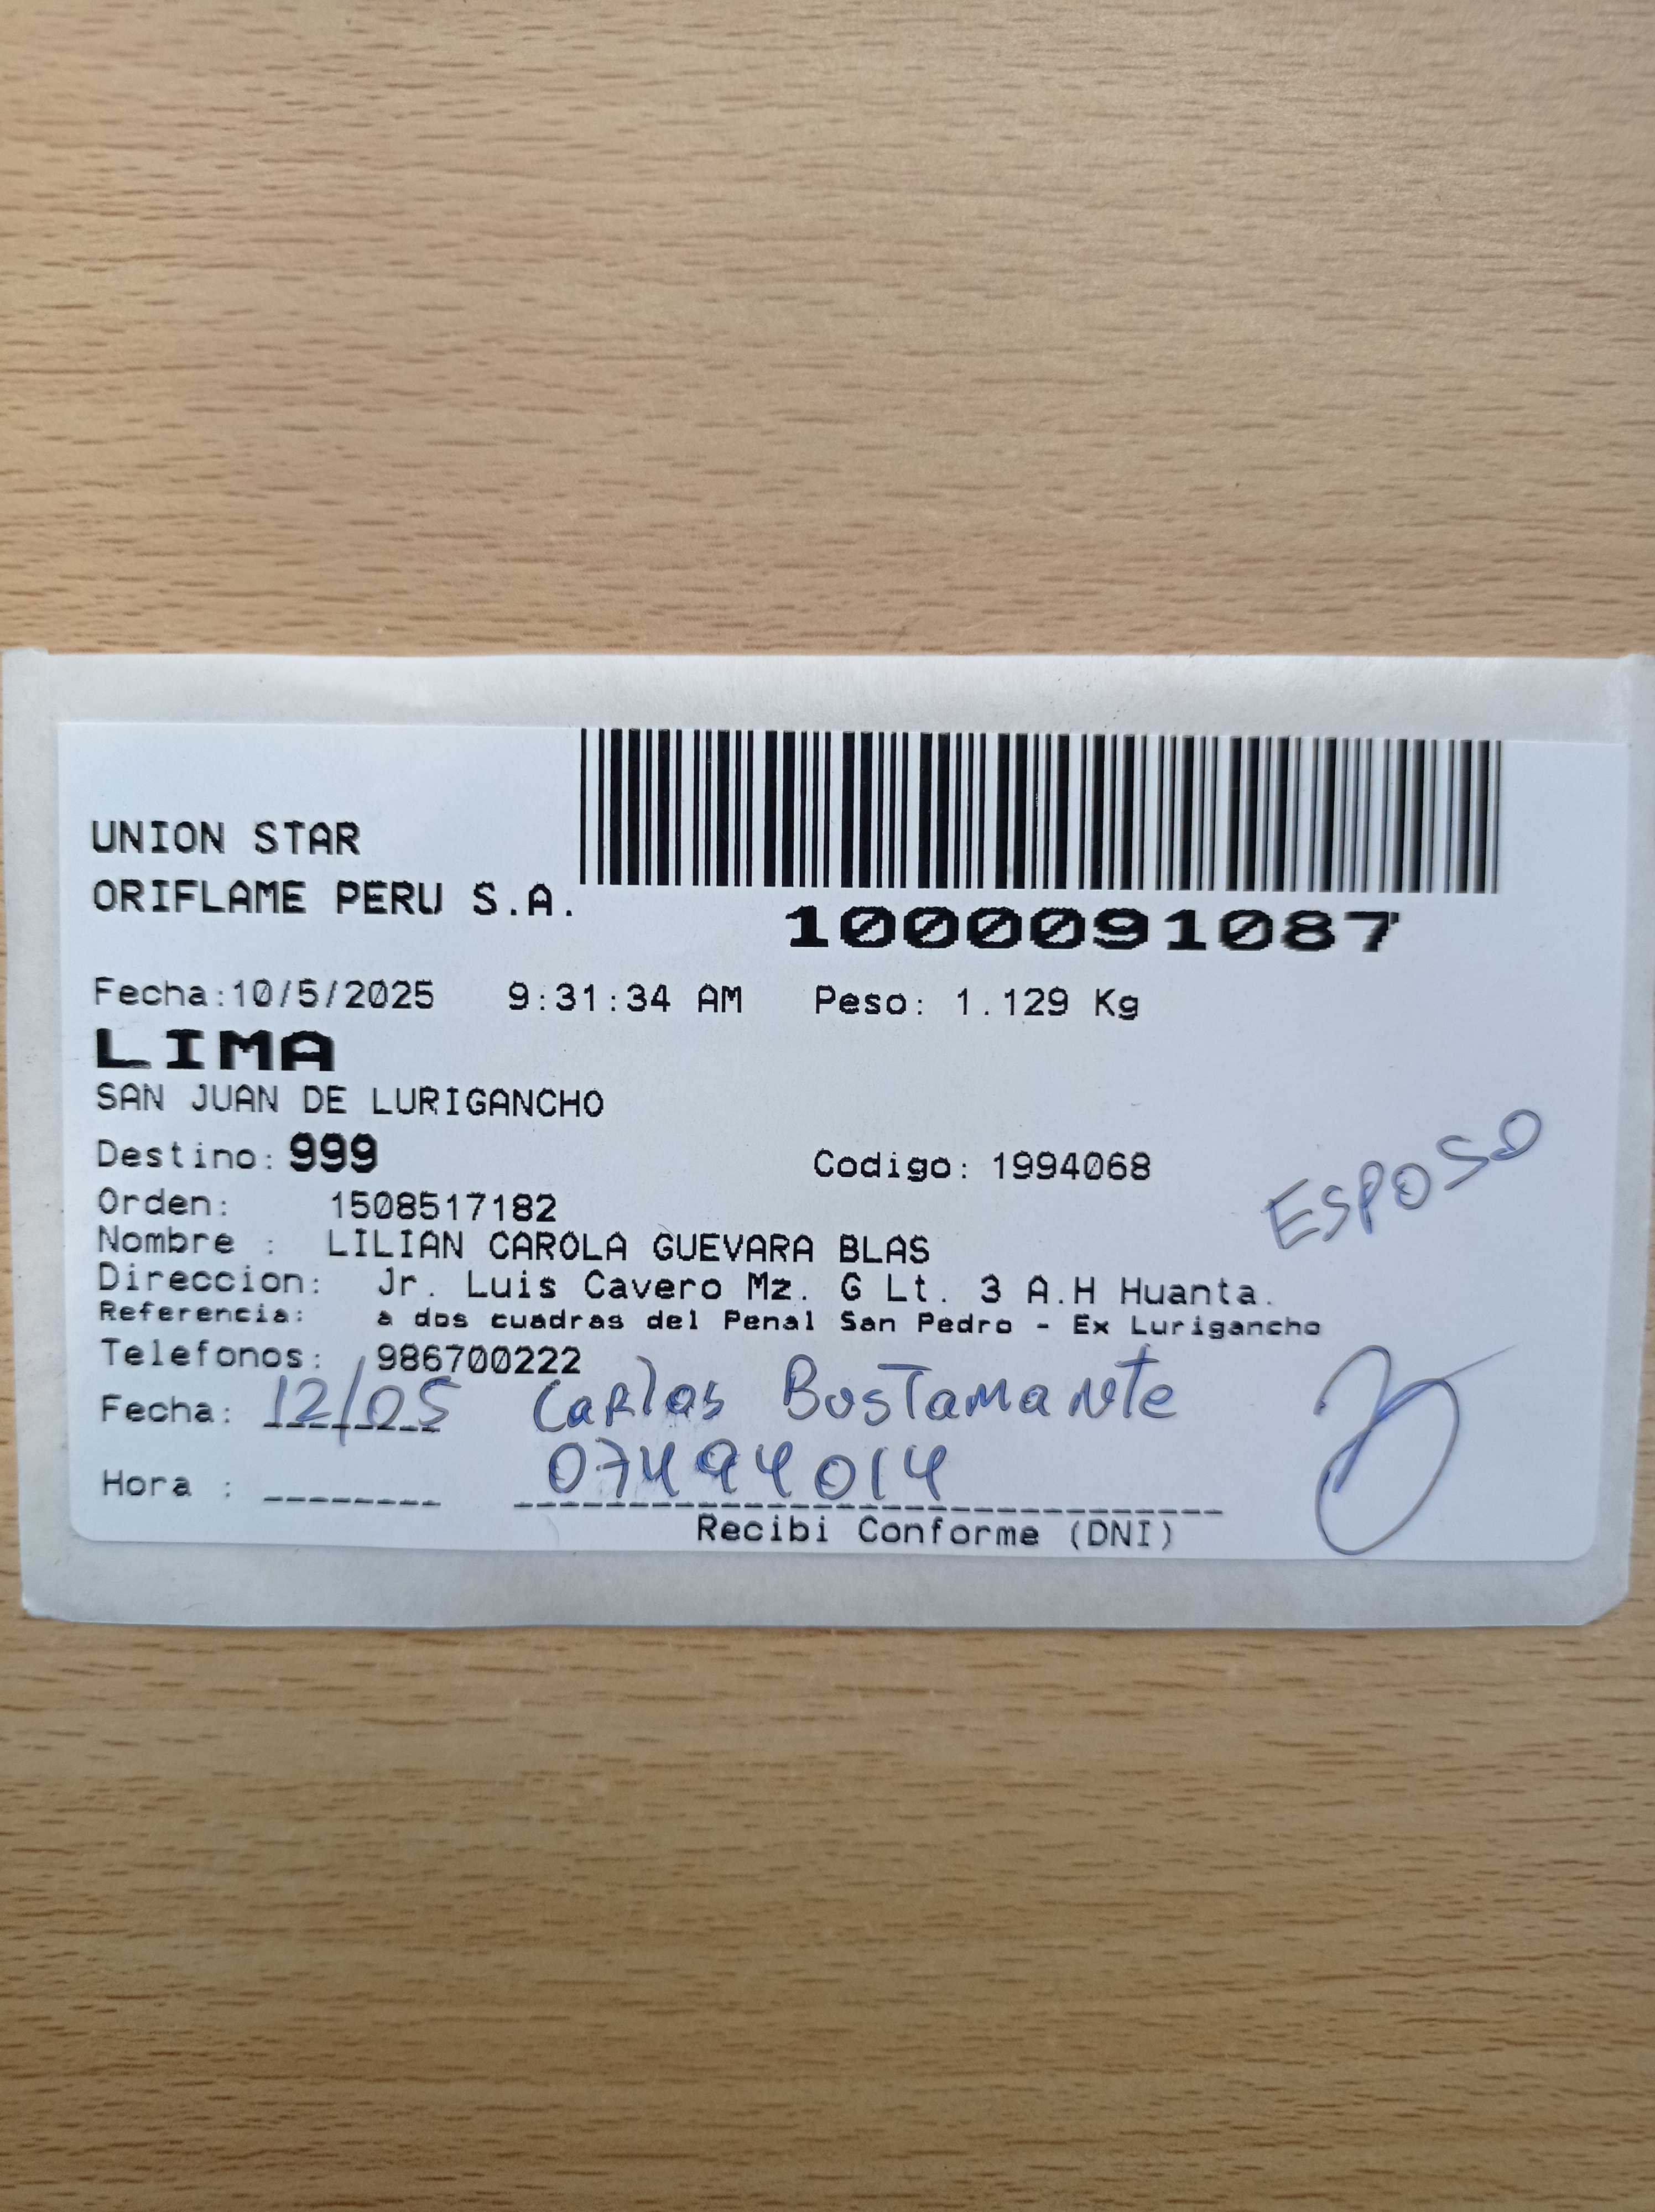 UNION STAR
ORIFLAME PERU S.A.
1000091087
Fecha:10/5/2025 9:31:34 AM Peso: 1.129 Kg
LIMA
SAN JUAN DE LURIGANCHO
Destino: 999 Codigo: 1994068
ESPOSO
Orden: 1508517182
Nombre : LILIAN CAROLA GUEVARA BLAS
Direccion: Jr. Luis Cavero Mz. G Lt. 3 A.H Huanta.
Referencia: a dos cuadras del Penal San Pedro - Ex Lurigancho
Telefonos: 986700222
Fecha: 12/05 Carlos Bustamante
Hora : 07494014
Recibi Conforme (DNI)